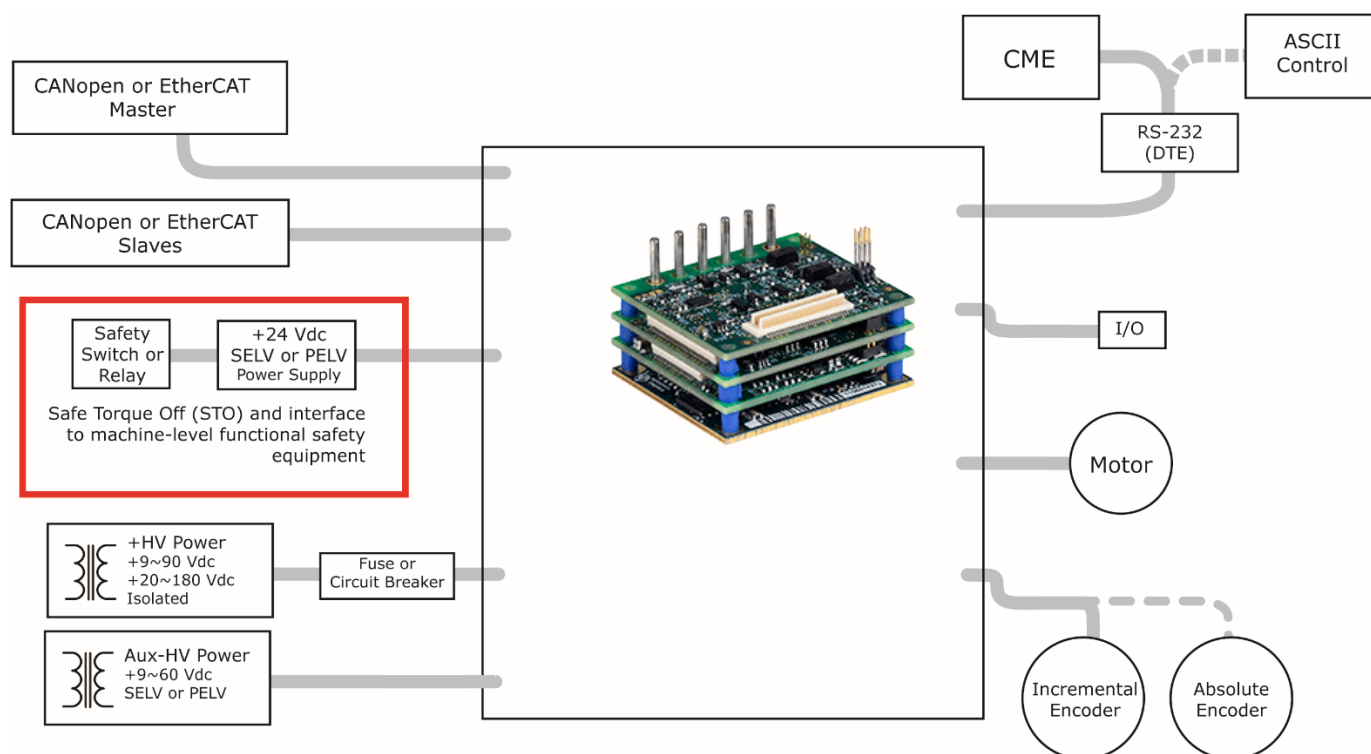 CANopen or EtherCAT
Master
CANopen or EtherCAT
Slaves
Safety
Switch or
Relay
+24 Vdc
SELV or PELV
Power Supply
Safe Torque Off (STO) and interface
to machine-level functional safety
equipment
+HV Power
+9~90 Vdc
+20~180 Vdc
Isolated
Fuse or
Circuit Breaker
Aux-HV Power
+9~60 Vdc
SELV or PELV
CME
ASCII
Control
RS-232
(DTE)
I/O
Motor
Incremental
Encoder
Absolute
Encoder